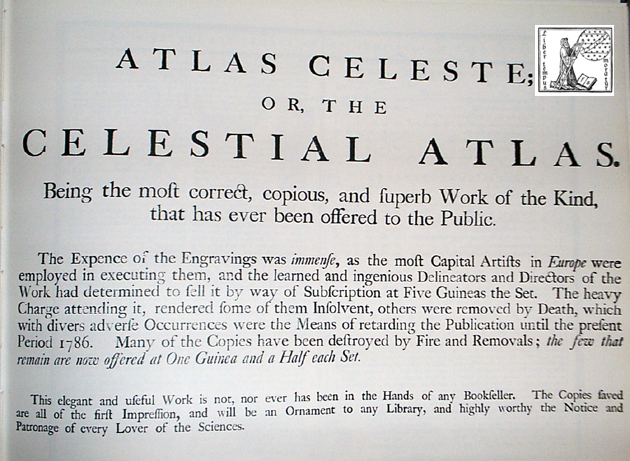 ATLAS CELESTE;
OR, THE
CELESTIAL ATLAS.
Being the moſt correct, copious, and ſuperb Work of the Kind,
that has ever been offered to the Public.
The Expence of the Engravings was immenſe, as the moſt Capital Artiſts in Europe were
employed in executing them, and the learned and ingenious Delineators and Directors of the
Work had determined to ſell it by way of Subſcription at Five Guineas the Set. The heavy
Charge attending it, rendered ſome of them Inſolvent, others were removed by Death, which
with divers adverſe Occurrences were the Means of retarding the Publication until the preſent
Period 1786. Many of the Copies have been deſtroyed by Fire and Removals; the few that
remain are now offered at One Guinea and a Half each Set.
This elegant and uſeful Work is not, nor ever has been in the Hands of any Bookſeller. The Copies ſaved
are all of the firſt Impreſſion, and will be an Ornament to any Library, and highly worthy the Notice and
Patronage of every Lover of the Sciences.